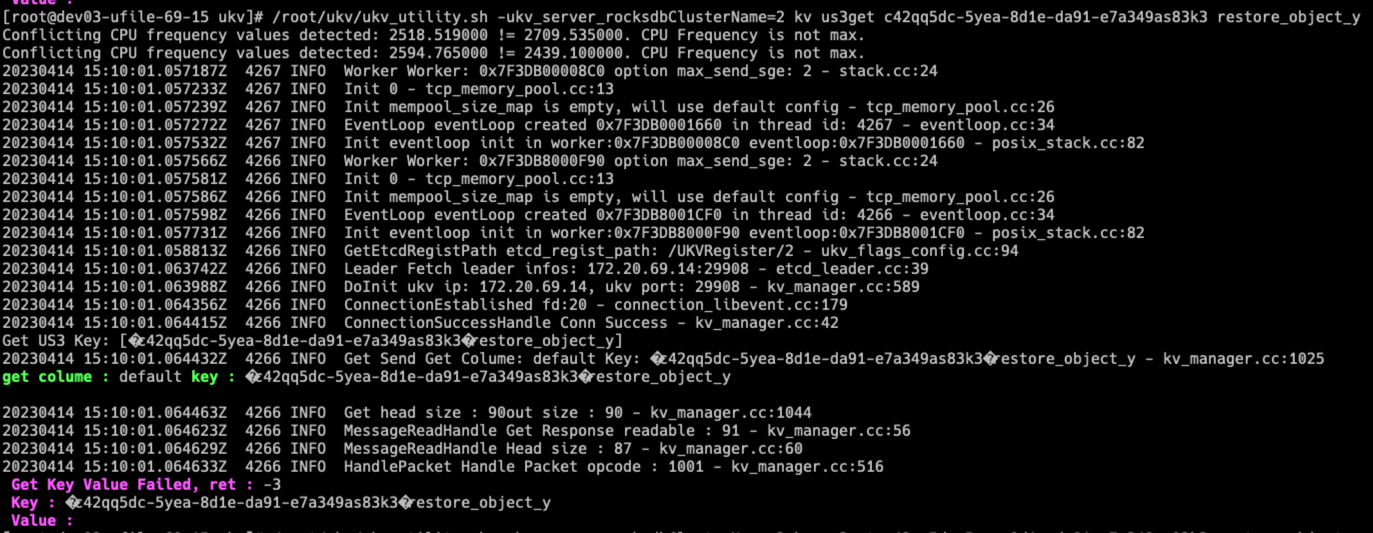 Value :
[root@dev03-ufile-69-15 ukv]# /root/ukv/ukv_utility.sh -ukv_server_rocksdbClusterName=2 kv us3get c42qq5dc-5yea-8d1e-da91-e7a349as83k3 restore_object_y
Conflicting CPU frequency values detected: 2518.519000 != 2709.535000. CPU Frequency is not max.
Conflicting CPU frequency values detected: 2594.765000 != 2439.100000. CPU Frequency is not max.
20230414 15:10:01.057187Z  4267 INFO  Worker Worker: 0x7F3DB00008C0 option max_send_sge: 2 - stack.cc:24
20230414 15:10:01.057233Z  4267 INFO  Init 0 - tcp_memory_pool.cc:13
20230414 15:10:01.057239Z  4267 INFO  Init mempool_size_map is empty, will use default config - tcp_memory_pool.cc:26
20230414 15:10:01.057272Z  4267 INFO  EventLoop eventLoop created 0x7F3DB0001660 in thread id: 4267 - eventloop.cc:34
20230414 15:10:01.057532Z  4267 INFO  Init eventloop init in worker:0x7F3DB00008C0 eventloop:0x7F3DB0001660 - posix_stack.cc:82
20230414 15:10:01.057566Z  4266 INFO  Worker Worker: 0x7F3DB8000F90 option max_send_sge: 2 - stack.cc:24
20230414 15:10:01.057581Z  4266 INFO  Init 0 - tcp_memory_pool.cc:13
20230414 15:10:01.057586Z  4266 INFO  Init mempool_size_map is empty, will use default config - tcp_memory_pool.cc:26
20230414 15:10:01.057598Z  4266 INFO  EventLoop eventLoop created 0x7F3DB8001CF0 in thread id: 4266 - eventloop.cc:34
20230414 15:10:01.057731Z  4266 INFO  Init eventloop init in worker:0x7F3DB8000F90 eventloop:0x7F3DB8001CF0 - posix_stack.cc:82
20230414 15:10:01.058813Z  4266 INFO  GetEtcdRegistPath etcd_regist_path: /UKVRegister/2 - ukv_flags_config.cc:94
20230414 15:10:01.063742Z  4266 INFO  Leader Fetch leader infos: 172.20.69.14:29908 - etcd_leader.cc:39
20230414 15:10:01.063988Z  4266 INFO  DoInit ukv ip: 172.20.69.14, ukv port: 29908 - kv_manager.cc:589
20230414 15:10:01.064356Z  4266 INFO  ConnectionEstablished fd:20 - connection_libevent.cc:179
20230414 15:10:01.064415Z  4266 INFO  ConnectionSuccessHandle Conn Success - kv_manager.cc:42
Get US3 Key: [�c42qq5dc-5yea-8d1e-da91-e7a349as83k3�restore_object_y]
20230414 15:10:01.064432Z  4266 INFO  Get Send Get Colume: default Key: �c42qq5dc-5yea-8d1e-da91-e7a349as83k3�restore_object_y - kv_manager.cc:1025
get colume : default key : �c42qq5dc-5yea-8d1e-da91-e7a349as83k3�restore_object_y
20230414 15:10:01.064463Z  4266 INFO  Get head size : 90out size : 90 - kv_manager.cc:1044
20230414 15:10:01.064623Z  4266 INFO  MessageReadHandle Get Response readable : 91 - kv_manager.cc:56
20230414 15:10:01.064629Z  4266 INFO  MessageReadHandle Head size : 87 - kv_manager.cc:60
20230414 15:10:01.064633Z  4266 INFO  HandlePacket Handle Packet opcode : 1001 - kv_manager.cc:516
Get Key Value Failed, ret : -3
Key : �c42qq5dc-5yea-8d1e-da91-e7a349as83k3�restore_object_y
Value :